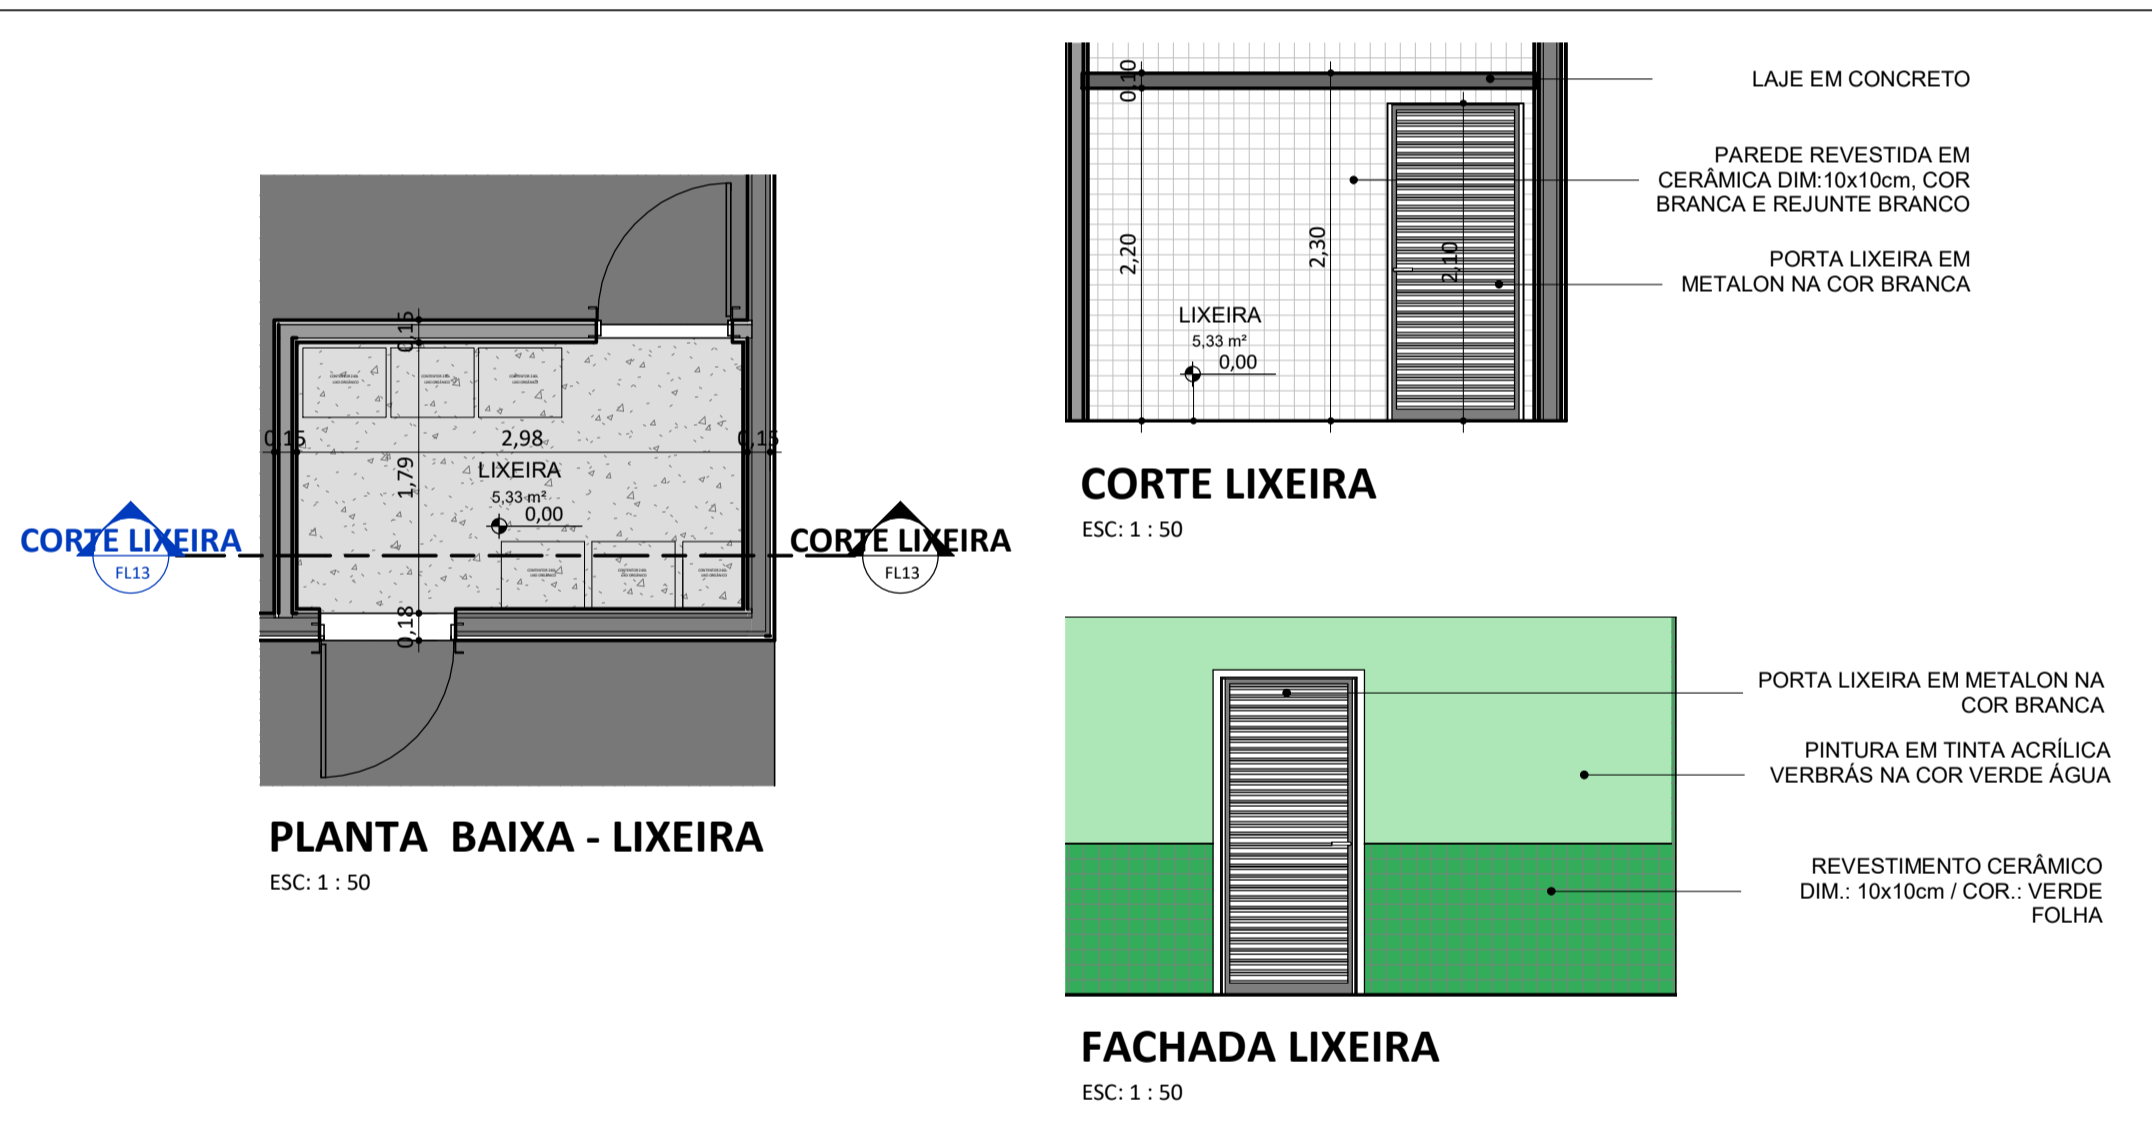 0,15
0,15
2,98
0,15
1,79
LIXEIRA
5,33 m²
0,00
0,18
CORTE LIXEIRA
FL13
CORTE LIXEIRA
FL13
PLANTA BAIXA - LIXEIRA
ESC: 1 : 50
0,10
2,20
2,30
2,10
LIXEIRA
5,33 m²
0,00
LAJE EM CONCRETO
PAREDE REVESTIDA EM
CERÂMICA DIM:10x10cm, COR
BRANCA E REJUNTE BRANCO
PORTA LIXEIRA EM
METALON NA COR BRANCA
CORTE LIXEIRA
ESC: 1 : 50
PORTA LIXEIRA EM METALON NA
COR BRANCA
PINTURA EM TINTA ACRÍLICA
VERBRÁS NA COR VERDE ÁGUA
REVESTIMENTO CERÂMICO
DIM.: 10x10cm / COR.: VERDE
FOLHA
FACHADA LIXEIRA
ESC: 1 : 50